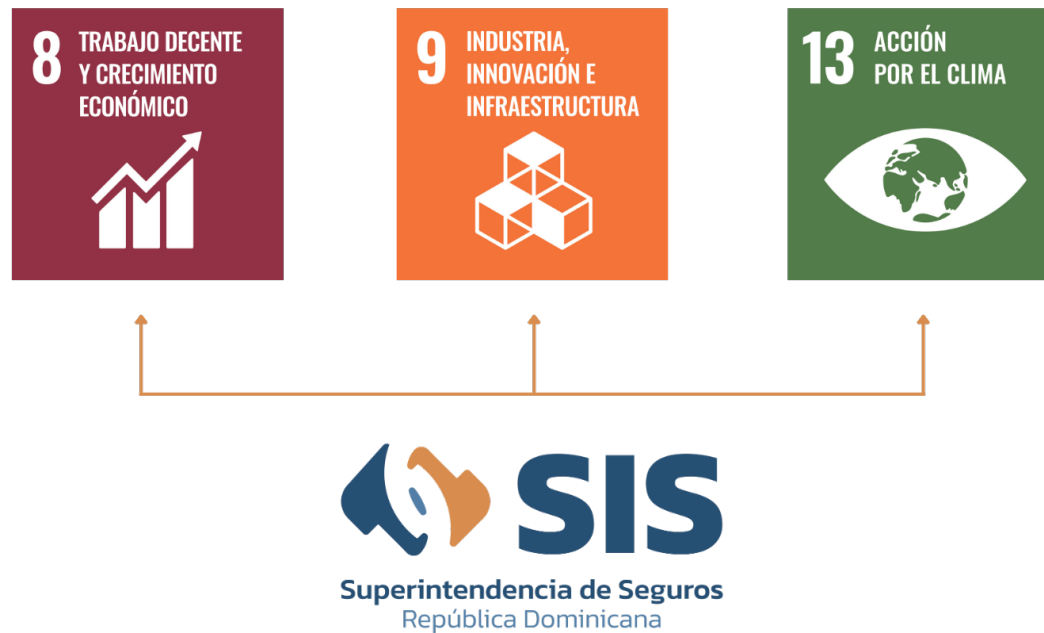 8 TRABAJO DECENTE
Y CRECIMIENTO
ECONÓMICO
9 INDUSTRIA,
INNOVACIÓN E
INFRAESTRUCTURA
13 ACCIÓN
POR EL CLIMA
SIS
Superintendencia de Seguros
República Dominicana